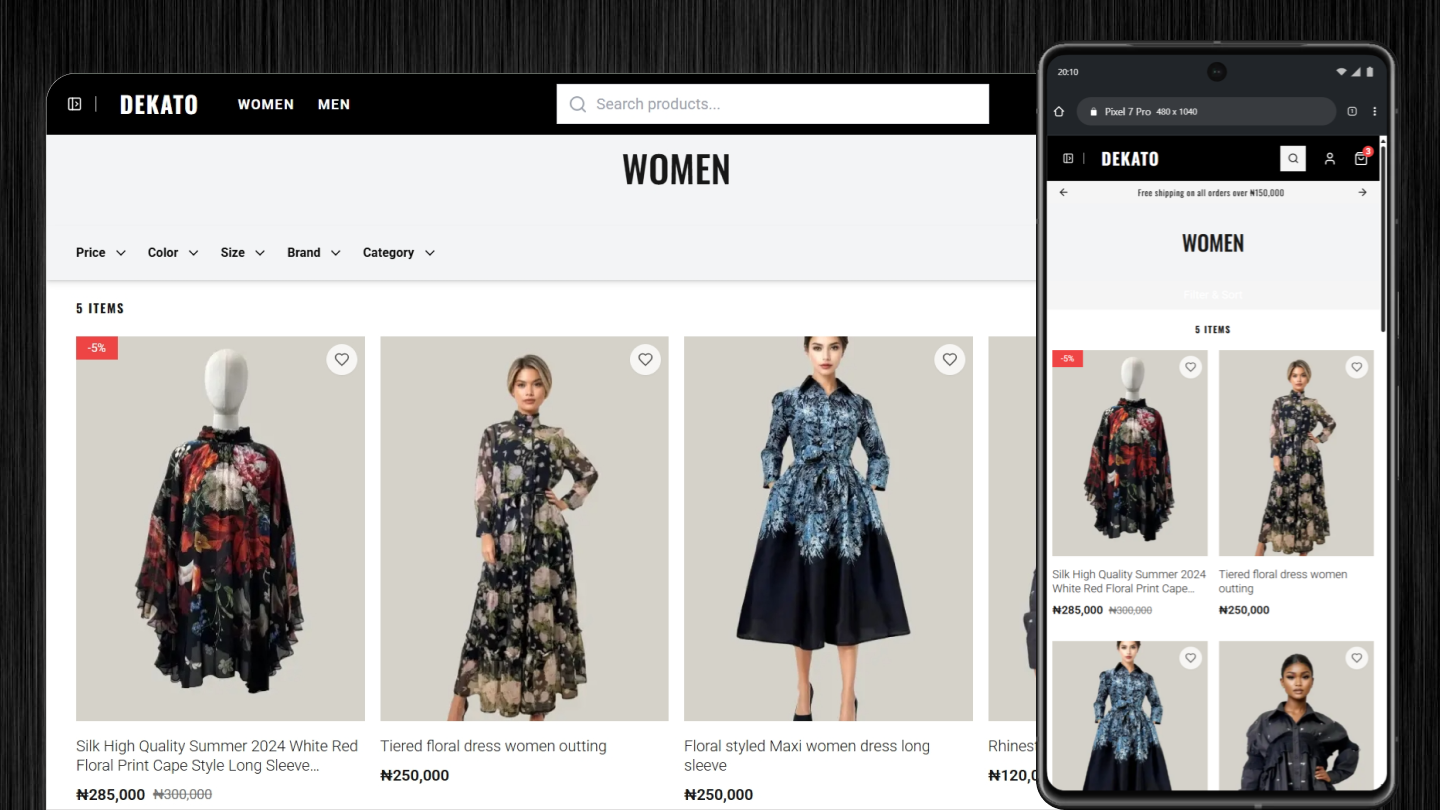 DEKATO WOMEN MEN Search products...
WOMEN
Price Color Size Brand Category
5 ITEMS
-5%
Silk High Quality Summer 2024 White Red
Floral Print Cape Style Long Sleeve...
₦285,000 ₦300,000
Tiered floral dress women outting
₦250,000
Floral styled Maxi women dress long
sleeve
₦250,000
Rhinest
₦120,0
20:10
Pixel 7 Pro 480 x 1040
1
DEKATO
3
Free shipping on all orders over ₦150,000
WOMEN
Filter & Sort
5 ITEMS
-5%
Silk High Quality Summer 2024
White Red Floral Print Cape...
₦285,000 ₦300,000
Tiered floral dress women
outting
₦250,000